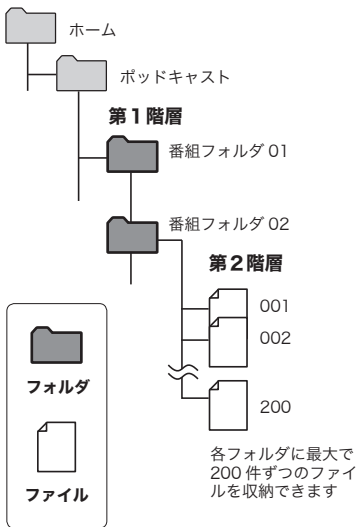 ホーム
ポッドキャスト
第1階層
番組フォルダ 01
番組フォルダ 02
第2階層
001
002
200
フォルダ
ファイル
各フォルダに最大で
200 件ずつのファイ
ルを収納できます